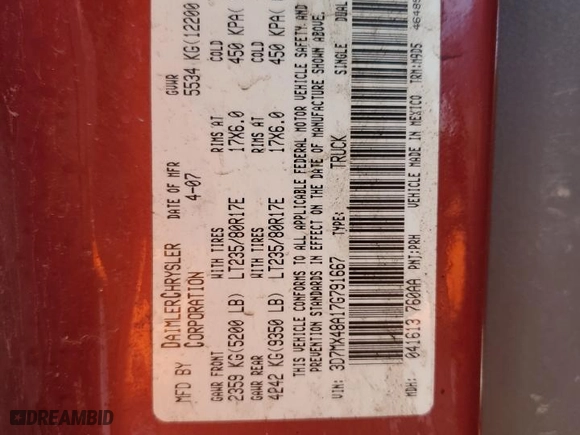 MFD BY DAIMLERCHRYSLER CORPORATION DATE OF MFR 4-07 GVWR 5534 KG(12200
GAWR FRONT WITH TIRES RIMS AT COLD
2359 KG(5200 LB) LT235/80R17E 17X6.0 450 KPA(
GAWR REAR WITH TIRES RIMS AT COLD
4242 KG(9350 LB) LT235/80R17E 17X6.0 450 KPA(
THIS VEHICLE CONFORMS TO ALL APPLICABLE FEDERAL MOTOR VEHICLE SAFETY AND
PREVENTION STANDARDS IN EFFECT ON THE DATE OF MANUFACTURE SHOWN ABOVE.
VIN: 3D7MX48A17G791667 TYPE: TRUCK SINGLE DUAL
MDH: 041613 760AA PNT: PRH VEHICLE MADE IN MEXICO TRM: M9D5
DREAMBID